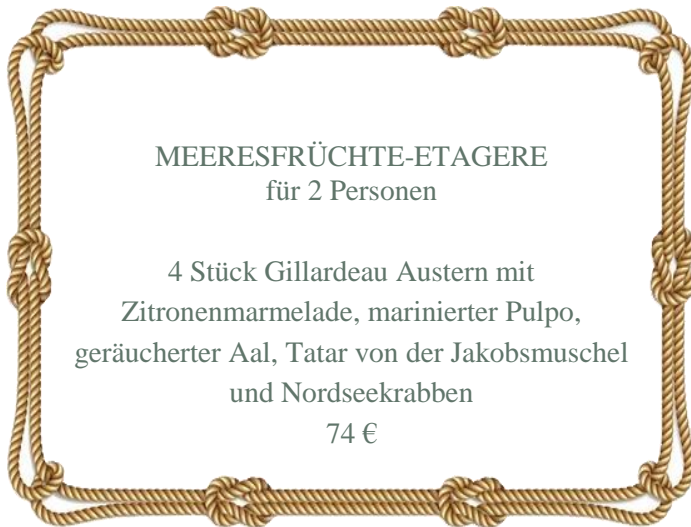 MEERESFRÜCHTE-ETAGERE
für 2 Personen
4 Stück Gillardeau Austern mit
Zitronenmarmelade, marinierter Pulpo,
geräucherter Aal, Tatar von der Jakobsmuschel
und Nordseekrabben
74 €